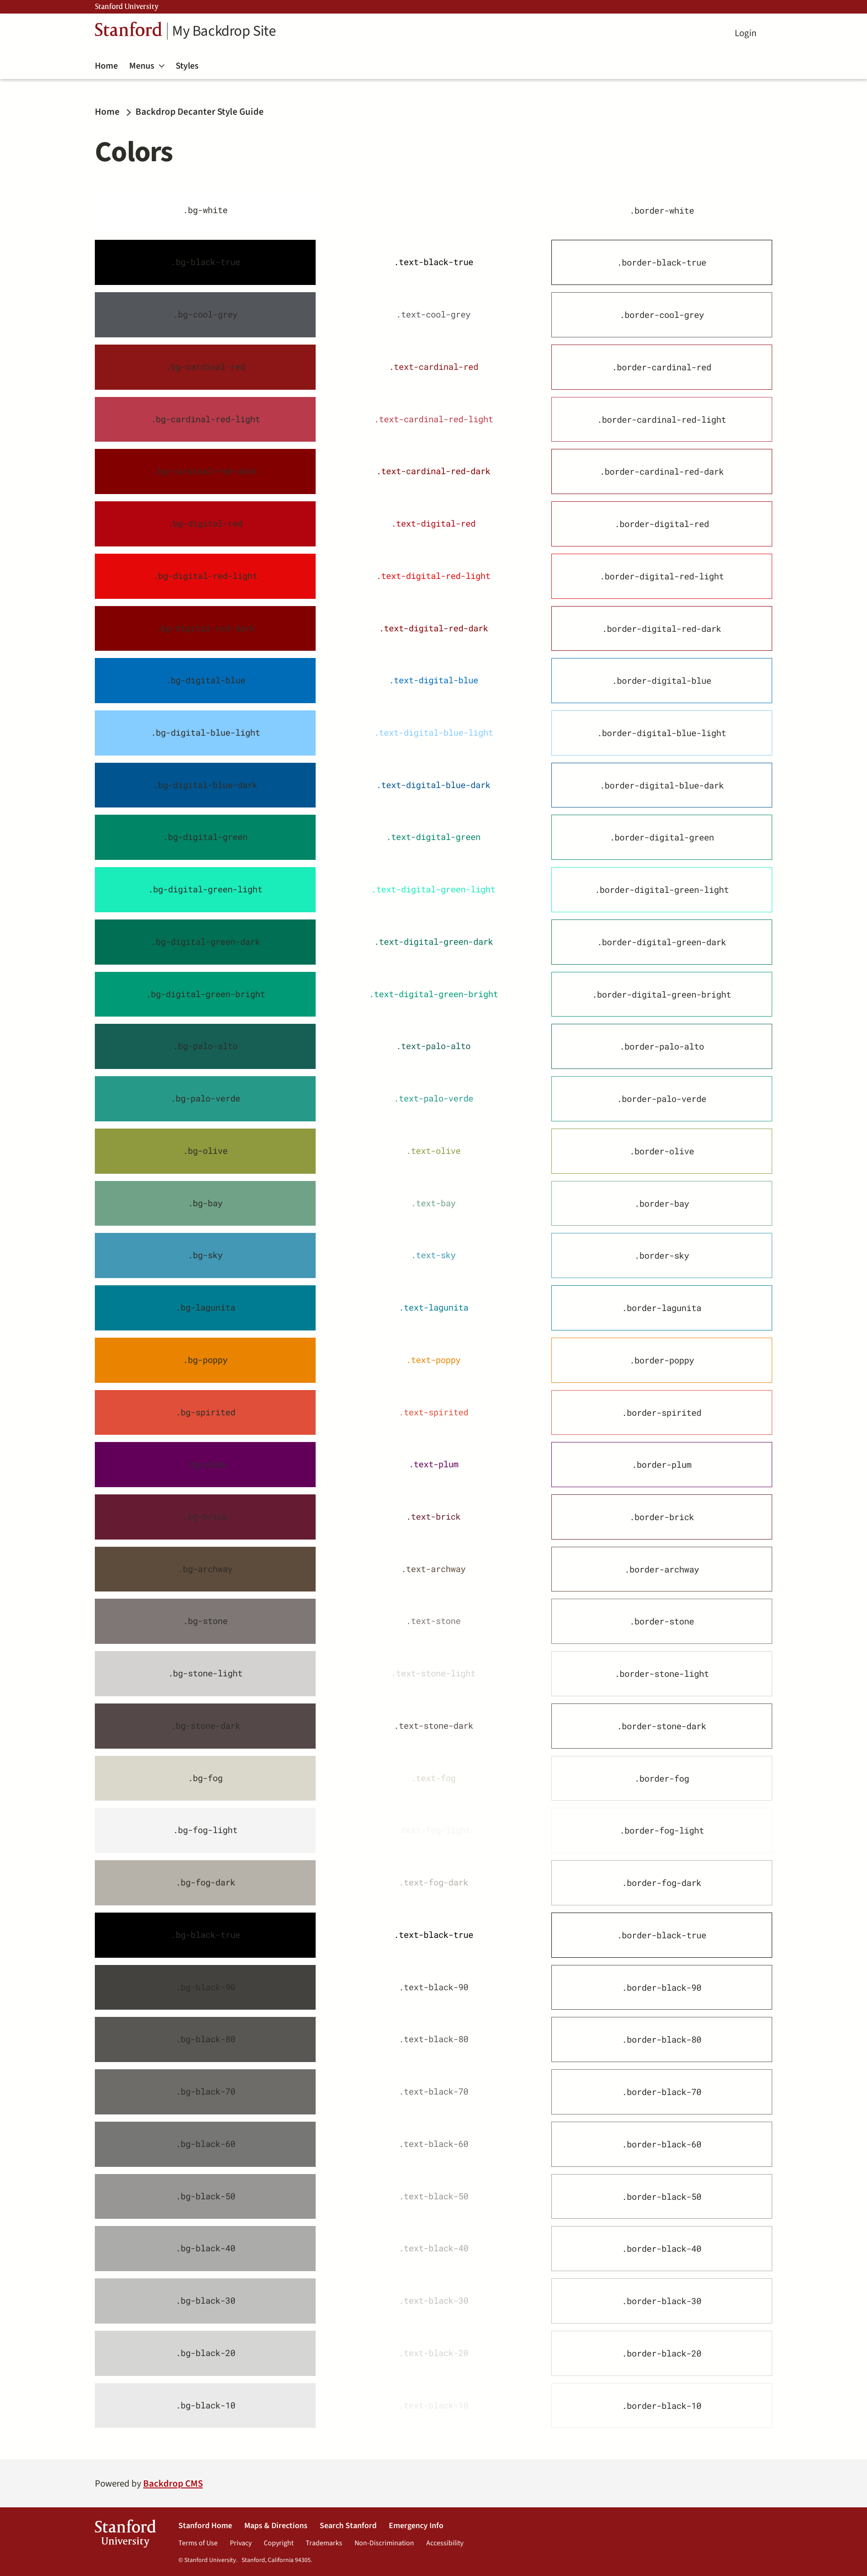 Stanford University
Stanford My Backdrop Site
Login
Home Menus Styles
Home Backdrop Decanter Style Guide
Colors
.bg-white .border-white
.bg-black-true .text-black-true .border-black-true
.bg-cool-grey .text-cool-grey .border-cool-grey
.bg-cardinal-red .text-cardinal-red .border-cardinal-red
.bg-cardinal-red-light .text-cardinal-red-light .border-cardinal-red-light
.text-cardinal-red-dark .border-cardinal-red-dark
.bg-digital-red .text-digital-red .border-digital-red
.bg-digital-red-light .text-digital-red-light .border-digital-red-light
.text-digital-red-dark .border-digital-red-dark
.bg-digital-blue .text-digital-blue .border-digital-blue
.bg-digital-blue-light .text-digital-blue-light .border-digital-blue-light
.bg-digital-blue-dark .text-digital-blue-dark .border-digital-blue-dark
.bg-digital-green .text-digital-green .border-digital-green
.bg-digital-green-light .text-digital-green-light .border-digital-green-light
.bg-digital-green-dark .text-digital-green-dark .border-digital-green-dark
.bg-digital-green-bright .text-digital-green-bright .border-digital-green-bright
.bg-palo-alto .text-palo-alto .border-palo-alto
.bg-palo-verde .text-palo-verde .border-palo-verde
.bg-olive .text-olive .border-olive
.bg-bay .text-bay .border-bay
.bg-sky .text-sky .border-sky
.bg-lagunita .text-lagunita .border-lagunita
.bg-poppy .text-poppy .border-poppy
.bg-spirited .text-spirited .border-spirited
.text-plum .border-plum
.bg-brick .text-brick .border-brick
.bg-archway .text-archway .border-archway
.bg-stone .text-stone .border-stone
.bg-stone-light .text-stone-light .border-stone-light
.bg-stone-dark .text-stone-dark .border-stone-dark
.bg-fog .text-fog .border-fog
.bg-fog-light .text-fog-light .border-fog-light
.bg-fog-dark .text-fog-dark .border-fog-dark
.bg-black-true .text-black-true .border-black-true
.bg-black-90 .text-black-90 .border-black-90
.bg-black-80 .text-black-80 .border-black-80
.bg-black-70 .text-black-70 .border-black-70
.bg-black-60 .text-black-60 .border-black-60
.bg-black-50 .text-black-50 .border-black-50
.bg-black-40 .text-black-40 .border-black-40
.bg-black-30 .text-black-30 .border-black-30
.bg-black-20 .text-black-20 .border-black-20
.bg-black-10 .text-black-10 .border-black-10
Powered by Backdrop CMS
Stanford University
Stanford Home Maps & Directions Search Stanford Emergency Info
Terms of Use Privacy Copyright Trademarks Non-Discrimination Accessibility
© Stanford University. Stanford, California 94305.